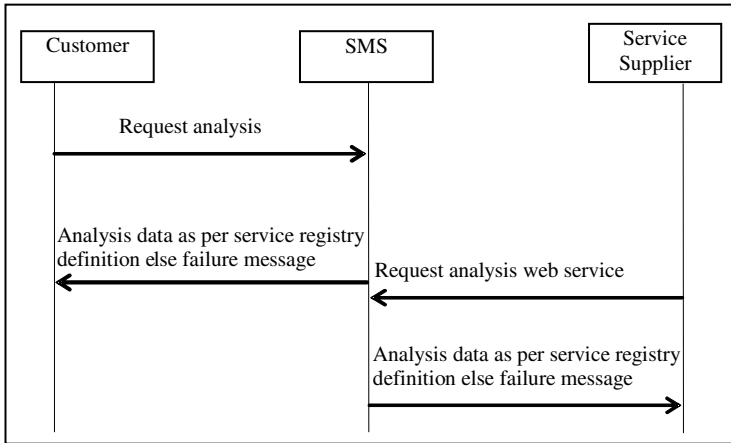 Customer
SMS
Service
Supplier
Request analysis
Analysis data as per service registry
definition else failure message
Request analysis web service
Analysis data as per service registry
definition else failure message